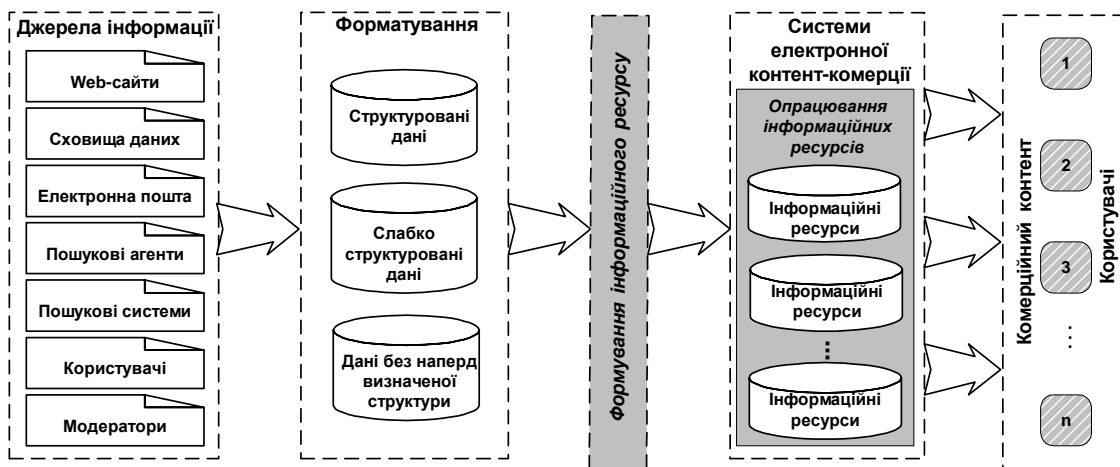 Джерела інформації
Web-сайти
Сховища даних
Електронна пошта
Пошукові агенти
Пошукові системи
Користувачі
Модератори
Форматування
Структуровані
дані
Слабко
структуровані
дані
Дані без наперд
визначеної
структури
Формування інформаційного ресурсу
Системи
електронної
контент-комерції
Опрацювання
інформаційних
ресурсів
Інформаційні
ресурси
Інформаційні
ресурси
...
Інформаційні
ресурси
Комерційний контент
1
2
3
...
n
Користувачі